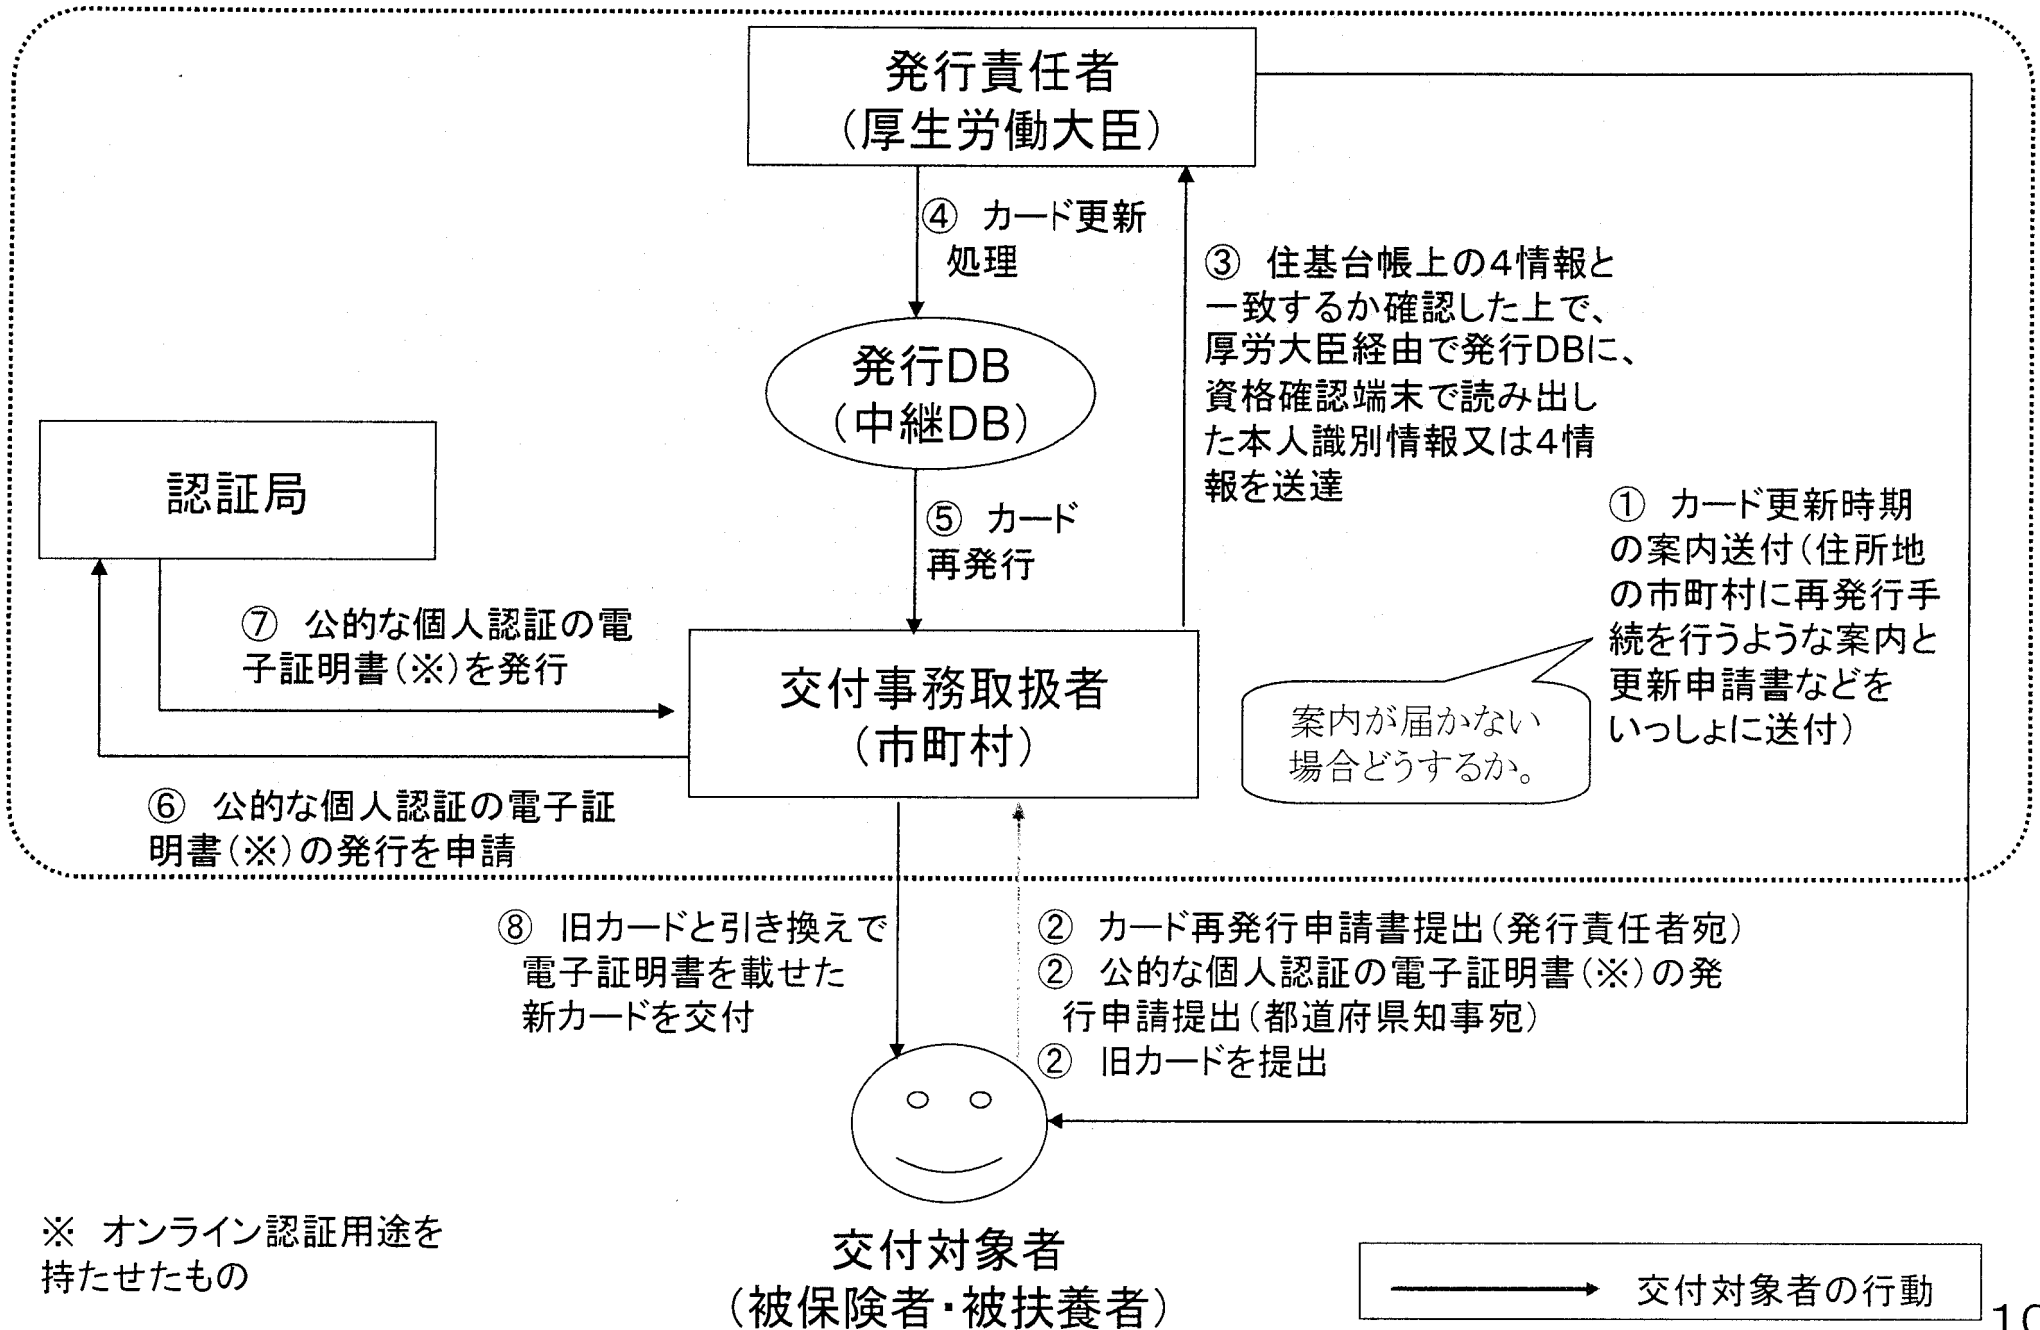 発行責任者
（厚生労働大臣）
④ カード更新
処理
③ 住基台帳上の4情報と
一致するか確認した上で、
厚労大臣経由で発行DBに、
資格確認端末で読み出し
た本人識別情報又は4情
報を送達
発行DB
（中継DB）
認証局
⑤ カード
再発行
① カード更新時期
の案内送付（住所地
の市町村に再発行手
続を行うような案内と
更新申請書などを
いっしょに送付）
⑦ 公的な個人認証の電
子証明書（※）を発行
交付事務取扱者
（市町村）
案内が届かない
場合どうするか。
⑥ 公的な個人認証の電子証
明書（※）の発行を申請
⑧ 旧カードと引き換えで
電子証明書を載せた
新カードを交付
② カード再発行申請書提出（発行責任者宛）
② 公的な個人認証の電子証明書（※）の発
行申請提出（都道府県知事宛）
② 旧カードを提出
※ オンライン認証用途を
持たせたもの
交付対象者
（被保険者・被扶養者）
交付対象者の行動